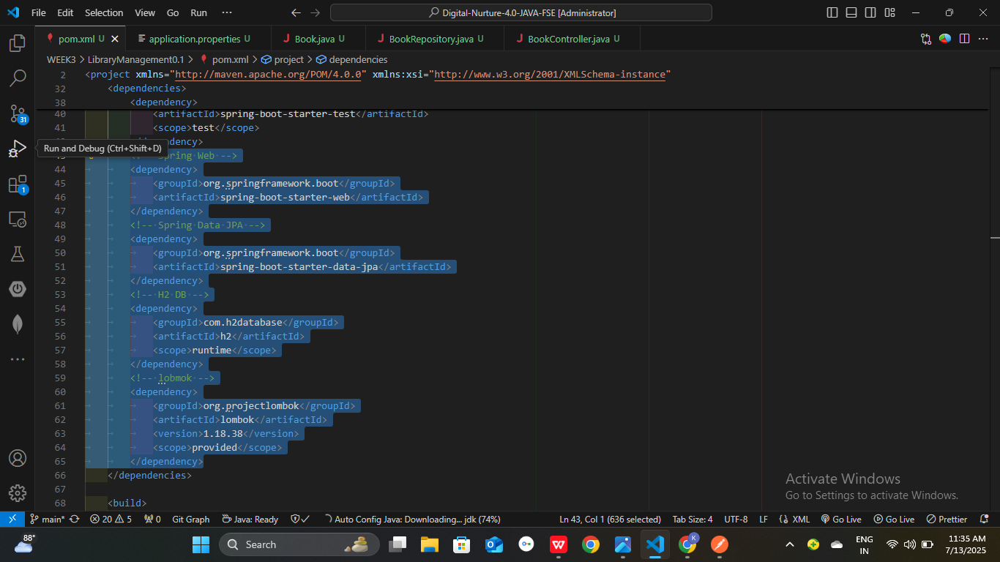 File Edit Selection View Go Run ··· Digital-Nurture-4.0-JAVA-FSE [Administrator]
pom.xml U application.properties U Book.java U BookRepository.java U BookController.java U
WEEK3 > LibraryManagement0.1 > pom.xml > project > dependencies
2 <project xmlns="http://maven.apache.org/POM/4.0.0" xmlns:xsi="http://www.w3.org/2001/XMLSchema-instance"
32 <dependencies>
38 <dependency>
40 <artifactId>spring-boot-starter-test</artifactId>
41 <scope>test</scope>
Run and Debug (Ctrl+Shift+D)
Spring Web -->
44 <dependency>
45 <groupId>org.springframework.boot</groupId>
46 <artifactId>spring-boot-starter-web</artifactId>
47 </dependency>
48 <!-- Spring Data JPA -->
49 <dependency>
50 <groupId>org.springframework.boot</groupId>
51 <artifactId>spring-boot-starter-data-jpa</artifactId>
52 </dependency>
53 <!-- H2 DB -->
54 <dependency>
55 <groupId>com.h2database</groupId>
56 <artifactId>h2</artifactId>
57 <scope>runtime</scope>
58 </dependency>
59 <!-- lobmok -->
60 <dependency>
61 <groupId>org.projectlombok</groupId>
62 <artifactId>lombok</artifactId>
63 <version>1.18.38</version>
64 <scope>provided</scope>
65 </dependency>
66 </dependencies>
67
68 <build>
31
1
Activate Windows
Go to Settings to activate Windows.
main* 20 5 0 Git Graph Java: Ready Auto Config Java: Downloading... jdk (74%) Ln 43, Col 1 (636 selected) Tab Size: 4 UTF-8 LF XML Go Live Go Live Prettier
88° Search K ENG 11:35 AM
IN 7/13/2025